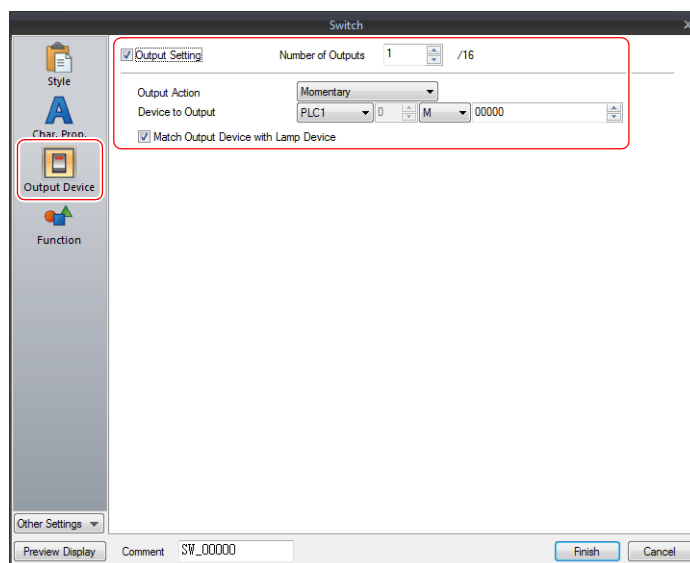 Switch
Style
Char. Prop.
Output Device
Function
Output Setting Number of Outputs 1 /16
Output Action Momentary
Device to Output PLC1 0 M 00000
Match Output Device with Lamp Device
Other Settings
Preview Display Comment SW_00000 Finish Cancel